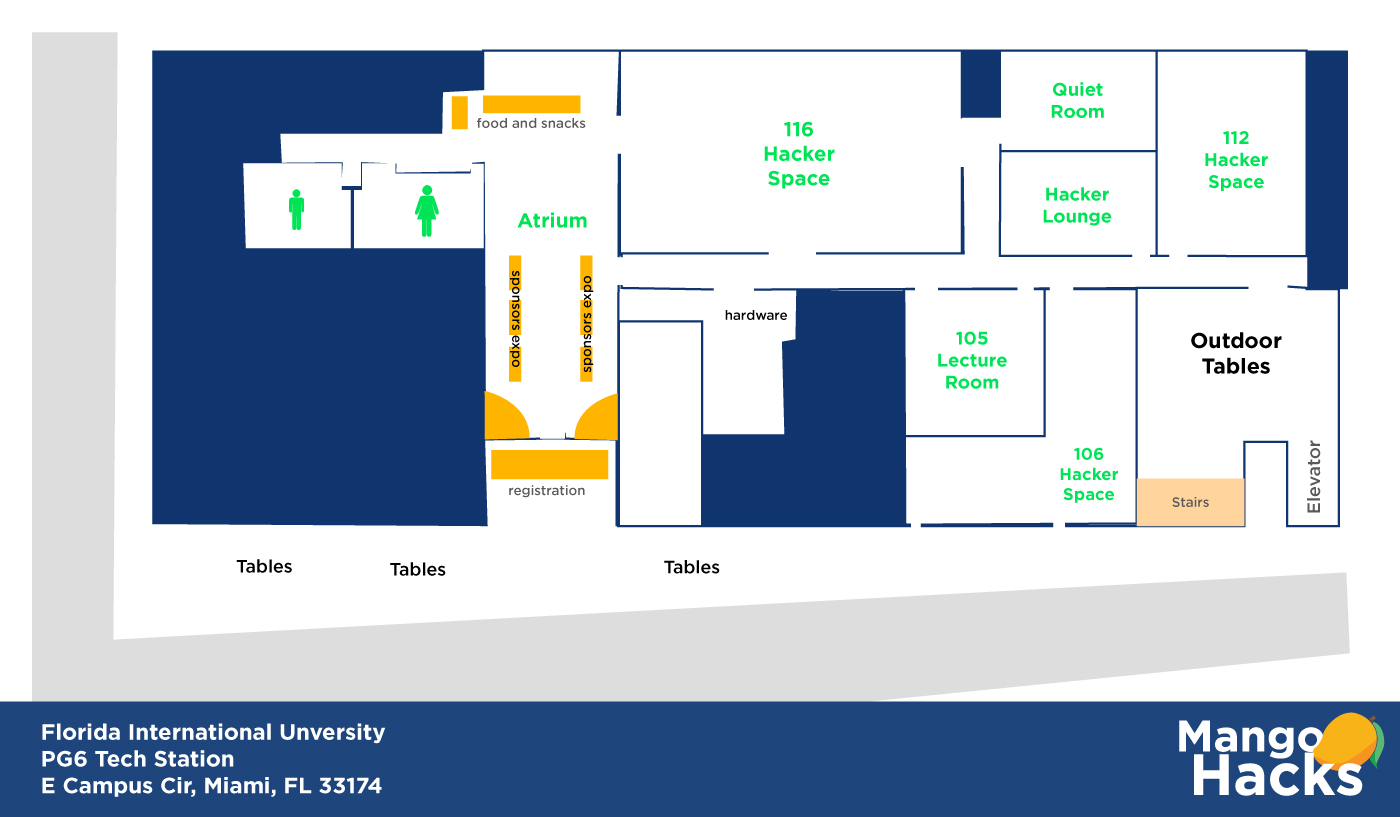 food and snacks
Atrium
sponsors expo
sponsors expo
registration
116
Hacker
Space
Quiet
Room
Hacker
Lounge
112
Hacker
Space
hardware
105
Lecture
Room
106
Hacker
Space
Outdoor
Tables
Stairs
Elevator
Tables
Tables
Tables
Florida International Unversity
PG6 Tech Station
E Campus Cir, Miami, FL 33174
Mango
Hacks